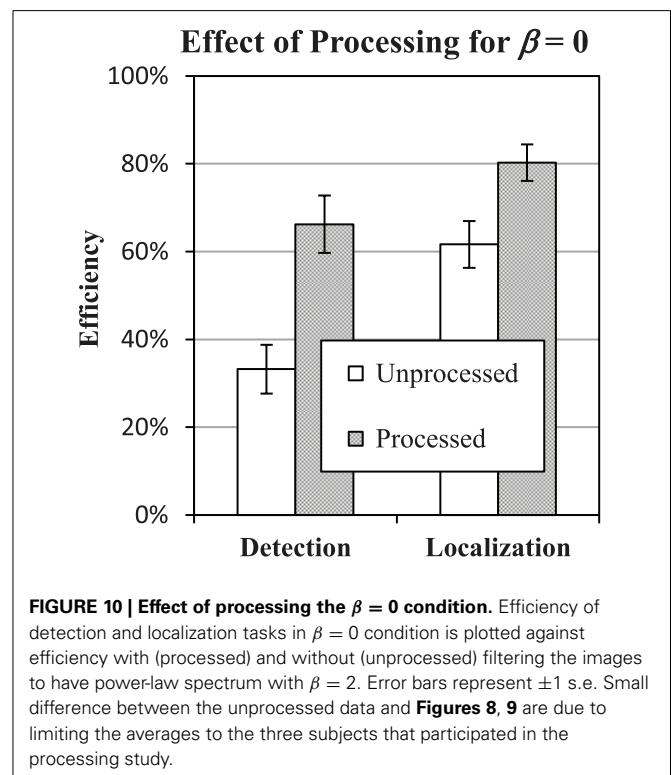 Effect of Processing for β = 0
100%
80%
60%
40%
20%
0%
Efficiency
Unprocessed
Processed
Detection
Localization
FIGURE 10 | Effect of processing the β = 0 condition. Efficiency of
detection and localization tasks in β = 0 condition is plotted against
efficiency with (processed) and without (unprocessed) filtering the images
to have power-law spectrum with β = 2. Error bars represent ±1 s.e. Small
difference between the unprocessed data and Figures 8, 9 are due to
limiting the averages to the three subjects that participated in the
processing study.